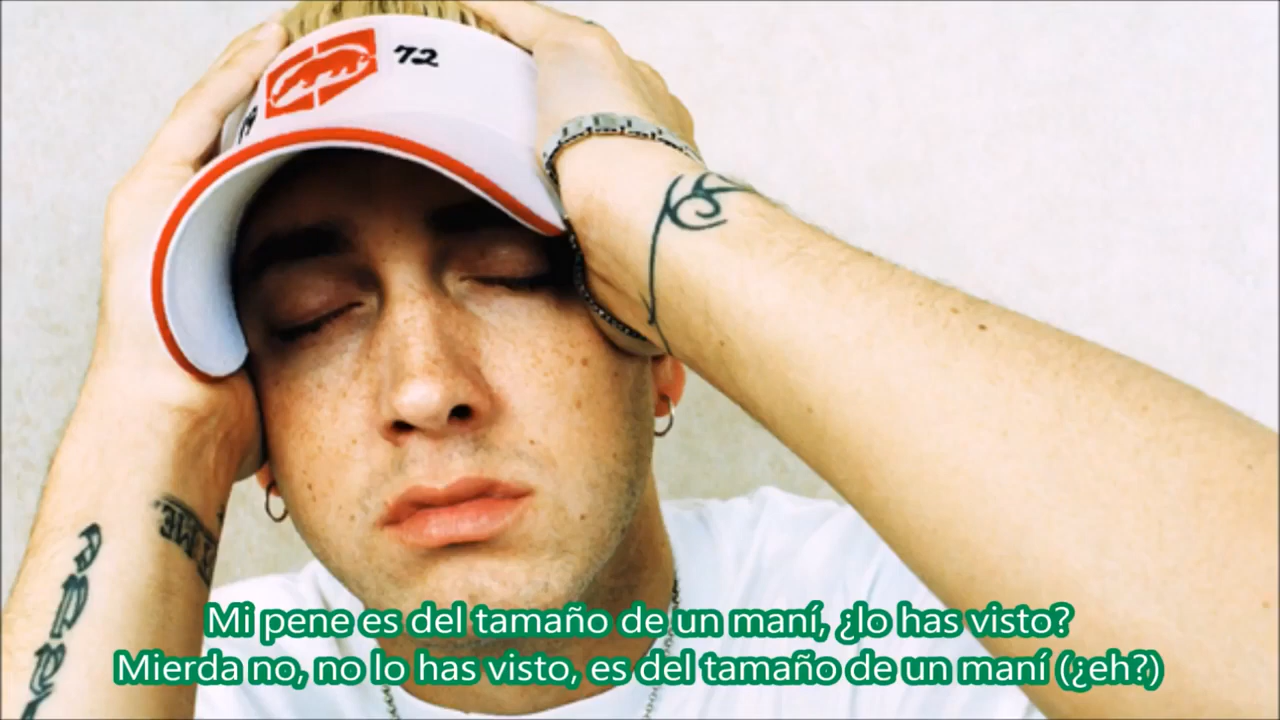 72
ME
Mi pene es del tamaño de un maní, ¿lo has visto?
Mierda no, no lo has visto, es del tamaño de un maní (¿eh?)